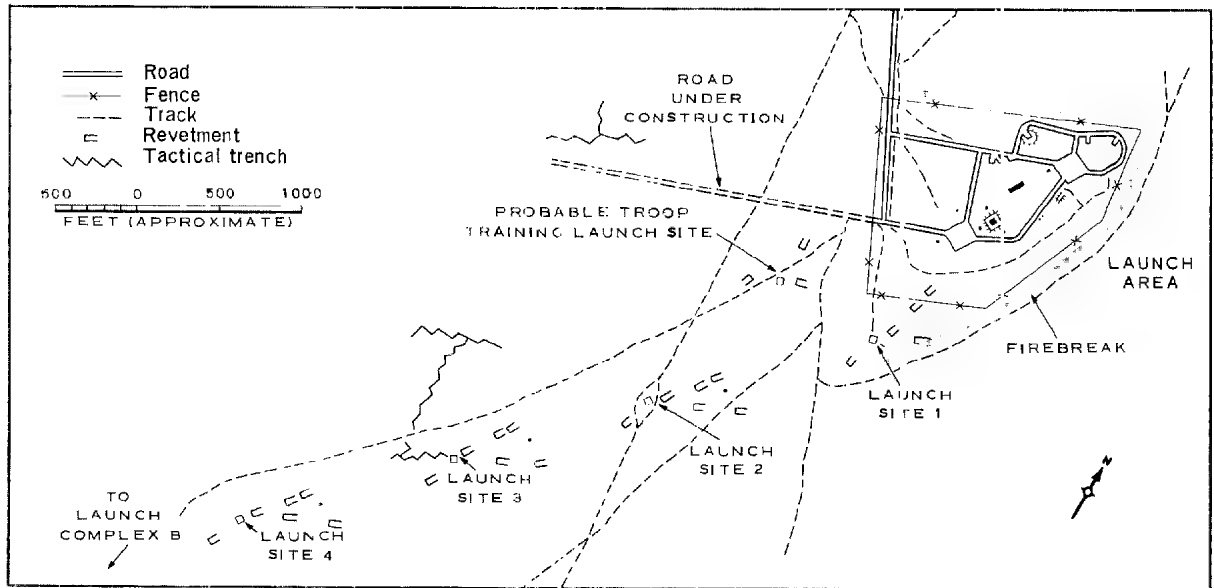 Road
Fence
Track
Revetment
Tactical trench
500 0 500 1000
FEET (APPROXIMATE)
ROAD
UNDER
CONSTRUCTION
PROBABLE TROOP
TRAINING LAUNCH SITE
LAUNCH
AREA
FIREBREAK
LAUNCH
SITE 1
LAUNCH
SITE 2
LAUNCH
SITE 3
LAUNCH
SITE 4
TO
LAUNCH
COMPLEX B
N